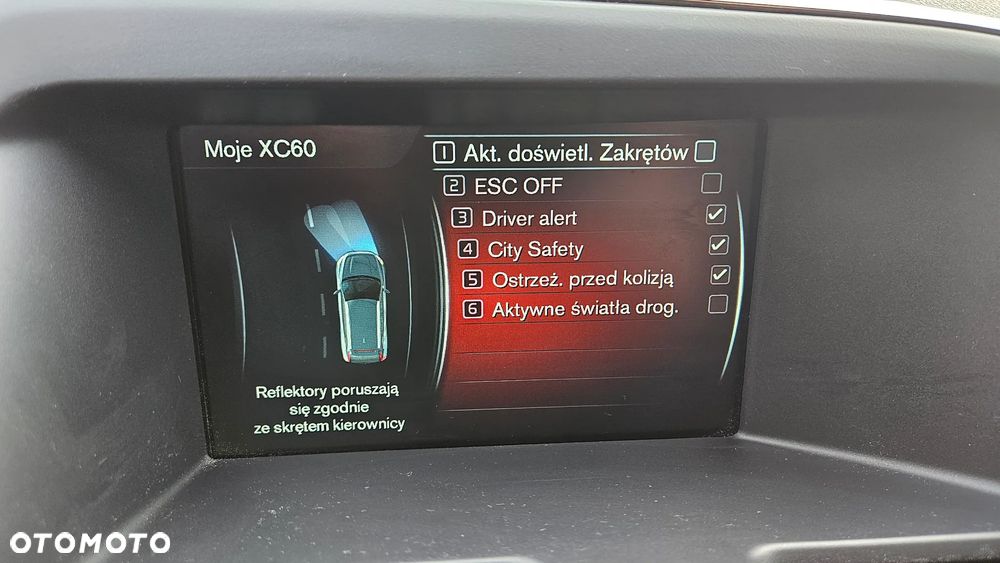 Moje XC60
1 Akt. doświetl. Zakrętów
2 ESC OFF
3 Driver alert
4 City Safety
5 Ostrzeż. przed kolizją
6 Aktywne światła drog.
Reflektory poruszają
się zgodnie
ze skrętem kierownicy
OTOMOTO